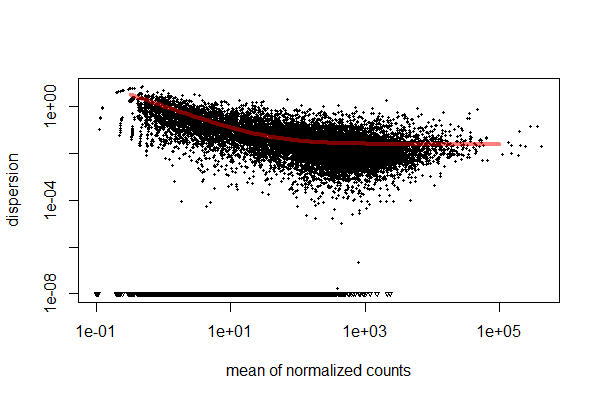 dispersion
1e+00
1e-04
1e-08
1e-01
1e+01
1e+03
1e+05
mean of normalized counts